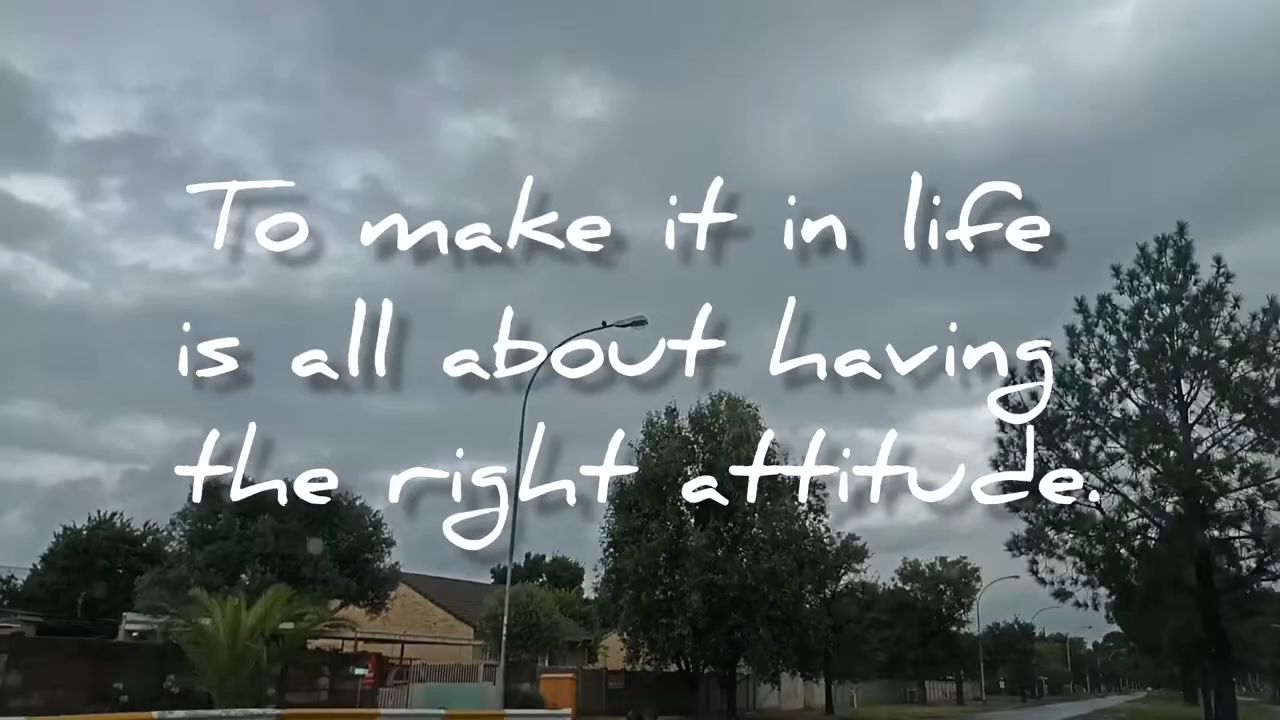 To make it in life
is all about having
the right attitude.